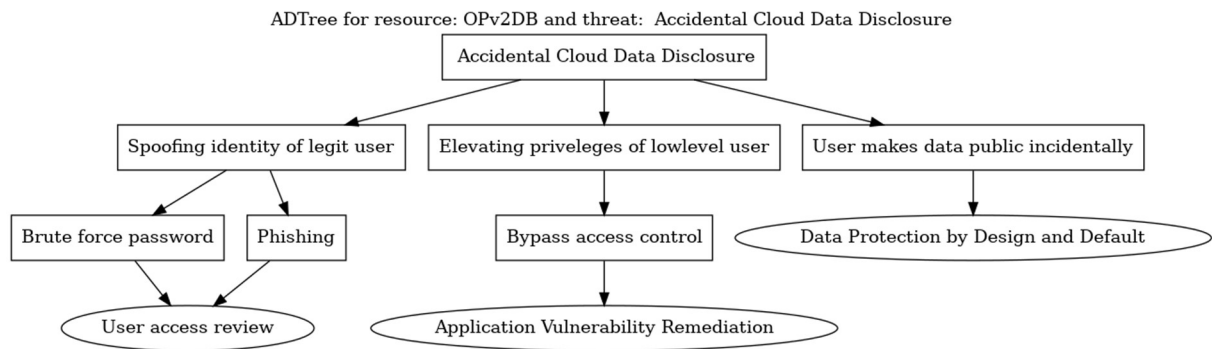 ADTree for resource: OPv2DB and threat:  Accidental Cloud Data Disclosure
Accidental Cloud Data Disclosure
Spoofing identity of legit user
Elevating priveleges of lowlevel user
User makes data public incidentally
Brute force password
Phishing
Bypass access control
Data Protection by Design and Default
User access review
Application Vulnerability Remediation